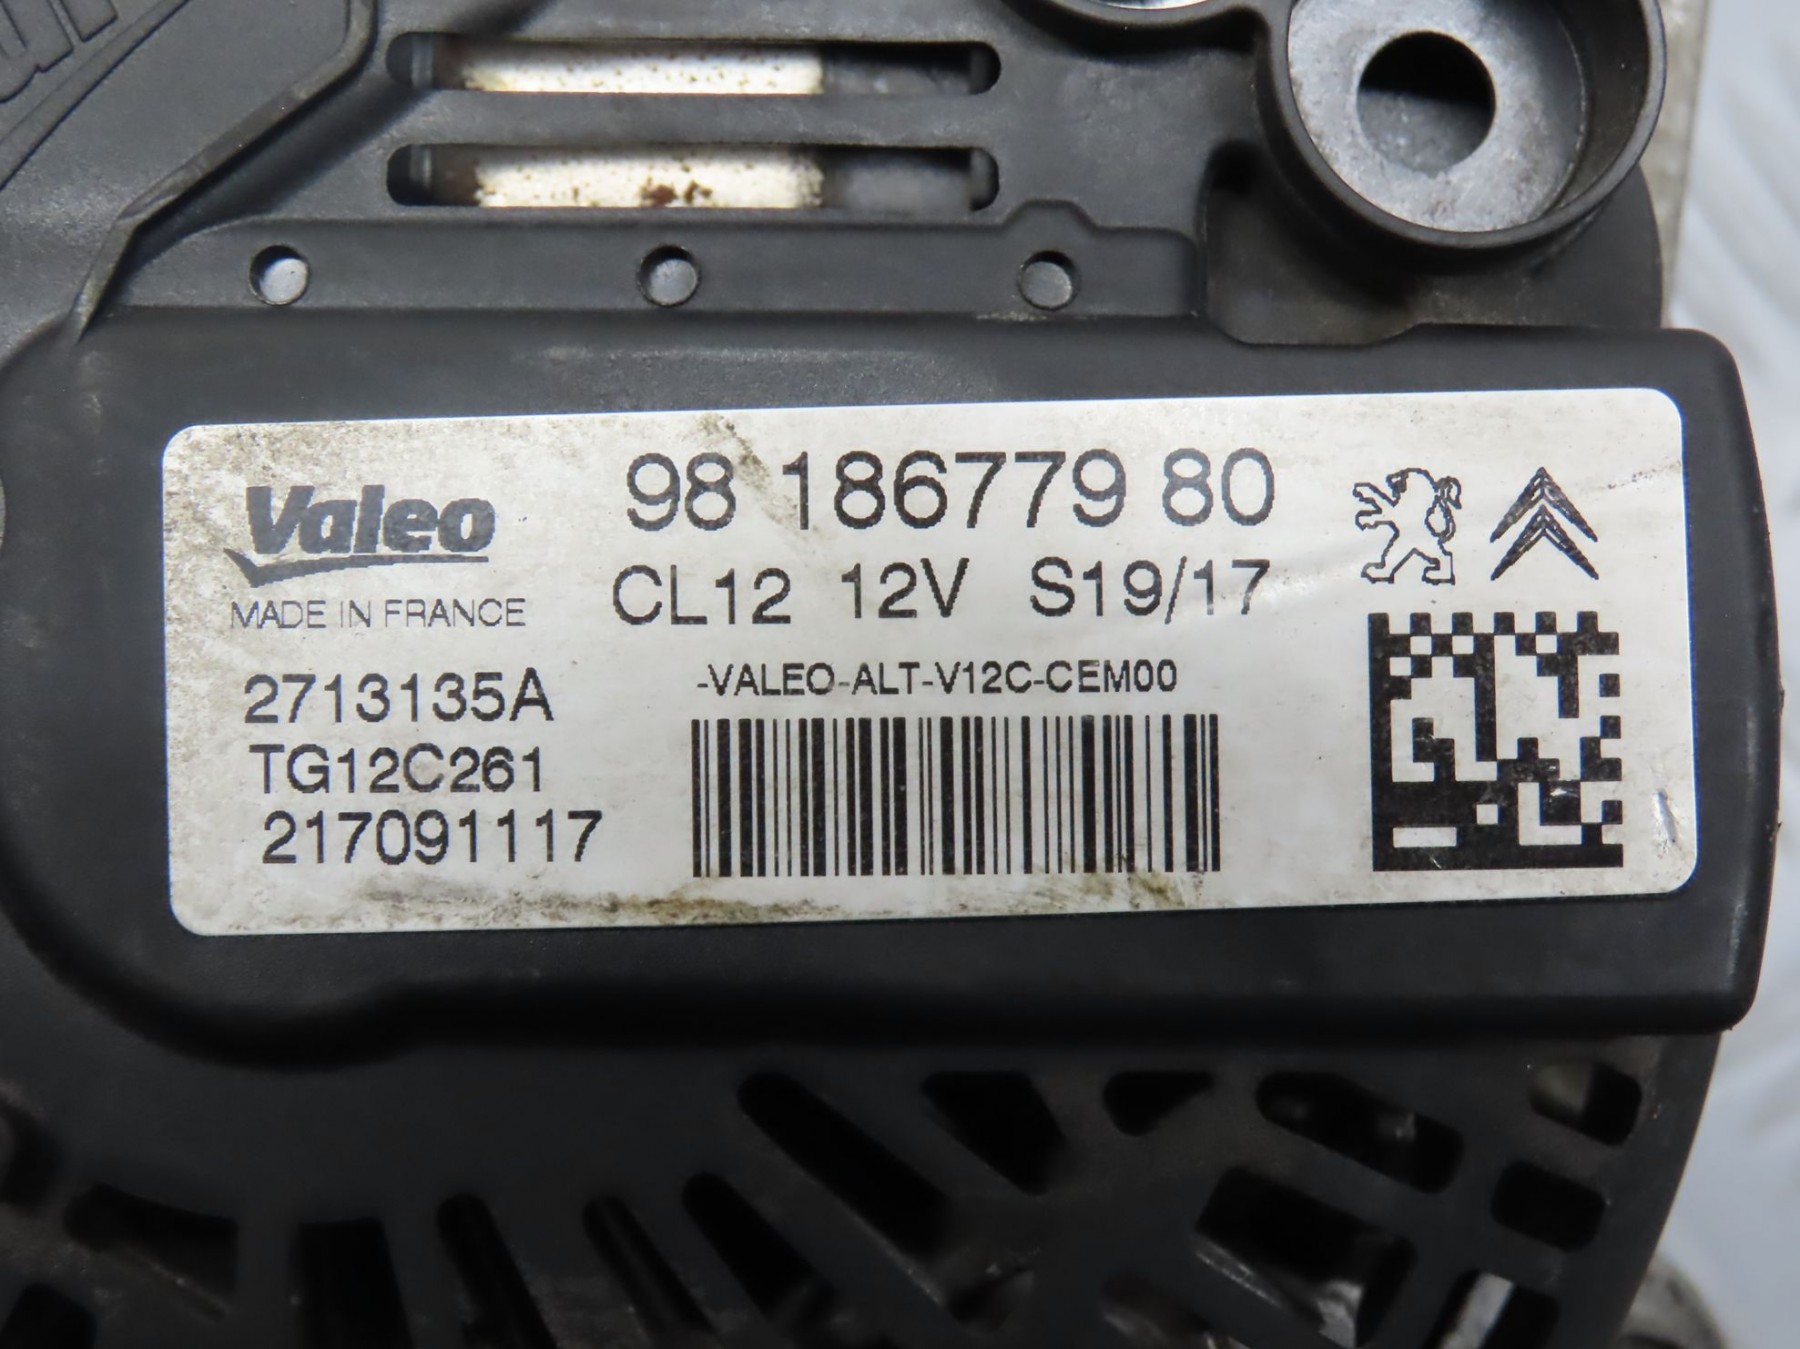 Valeo
MADE IN FRANCE
98 186779 80
CL12 12V S19/17
-VALEO-ALT-V12C-CEM00
2713135A
TG12C261
217091117